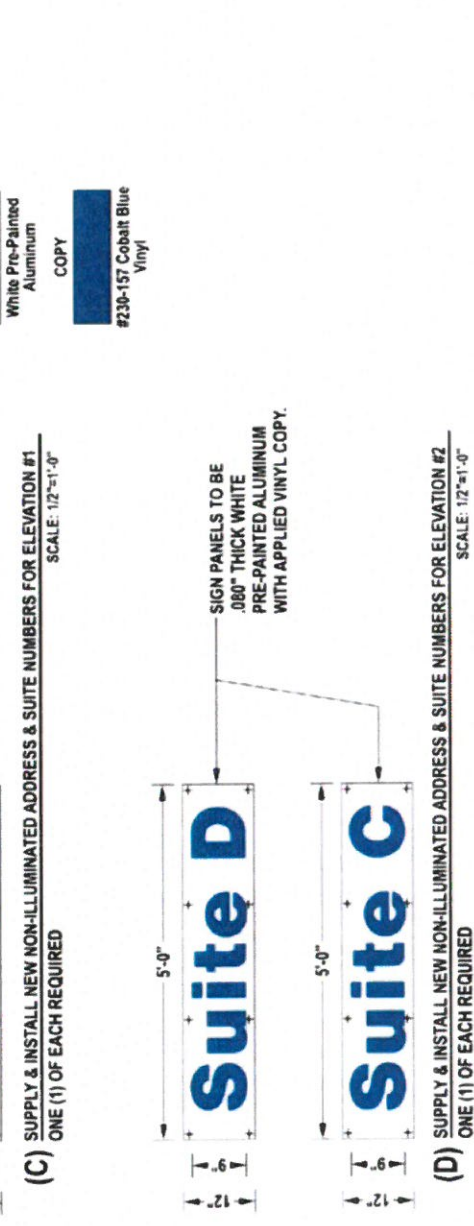 White Pre-Painted
Aluminum
COPY
#230-157 Cobalt Blue
Vinyl
(C) SUPPLY & INSTALL NEW NON-ILLUMINATED ADDRESS & SUITE NUMBERS FOR ELEVATION #1
ONE (1) OF EACH REQUIRED
SCALE: 1/2"=1'-0"
5'-0"
Suite D
9"
12"
SIGN PANELS TO BE
.080" THICK WHITE
PRE-PAINTED ALUMINUM
WITH APPLIED VINYL COPY.
5'-0"
Suite C
9"
12"
(D) SUPPLY & INSTALL NEW NON-ILLUMINATED ADDRESS & SUITE NUMBERS FOR ELEVATION #2
ONE (1) OF EACH REQUIRED
SCALE: 1/2"=1'-0"